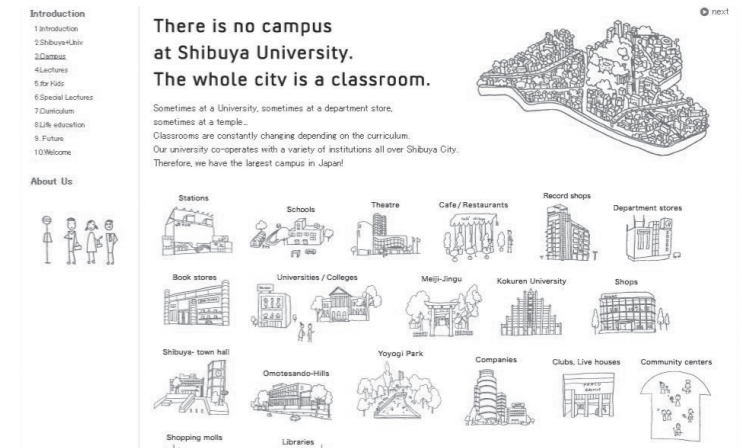 Introduction
1.Introduction
2.Shibuya+Univ
3.Campus
4.Lectures
5.for Kids
6.Special Lectures
7.Curriculum
8.Life education
9. Future
10.Welcome
About Us
next
There is no campus
at Shibuya University.
The whole city is a classroom.
Sometimes at a University, sometimes at a department store,
sometimes at a temple...
Classrooms are constantly changing depending on the curriculum.
Our university co-operates with a variety of institutions all over Shibuya City.
Therefore, we have the largest campus in Japan!
Stations
Schools
Theatre
Cafe / Restaurants
Record shops
Department stores
Book stores
Universities / Colleges
Meiji-Jingu
Kokuren University
Shops
Shibuya- town hall
Omotesando-Hills
Yoyogi Park
Companies
Clubs, Live houses
Community centers
Shopping molls
Libraries